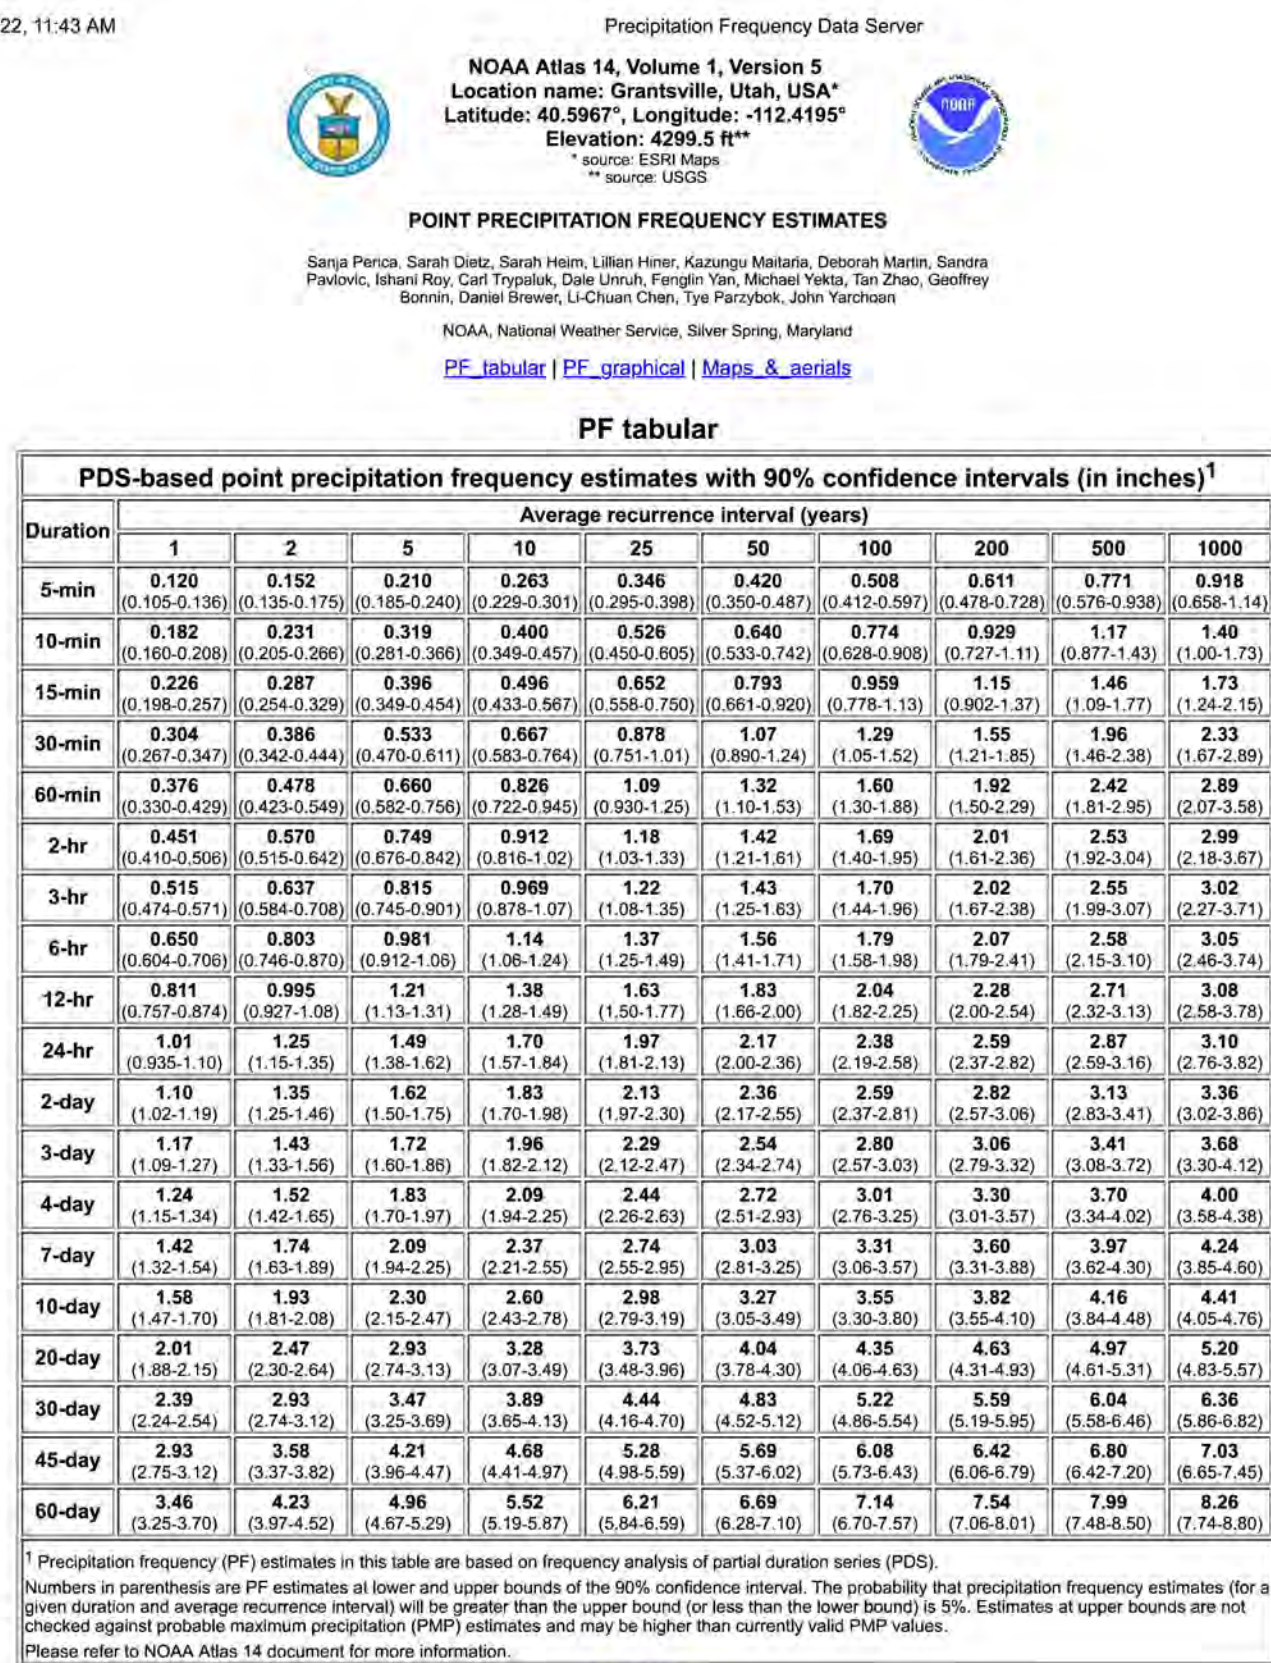 22, 11:43 AM Precipitation Frequency Data Server
NOAA Atlas 14, Volume 1, Version 5
Location name: Grantsville, Utah, USA*
Latitude: 40.5967°, Longitude: -112.4195°
Elevation: 4299.5 ft**
* source: ESRI Maps
** source: USGS
NOAA
POINT PRECIPITATION FREQUENCY ESTIMATES
Sanja Perica, Sarah Dietz, Sarah Heim, Lillian Hiner, Kazungu Maitaria, Deborah Martin, Sandra
Pavlovic, Ishani Roy, Carl Trypaluk, Dale Unruh, Fenglin Yan, Michael Yekta, Tan Zhao, Geoffrey
Bonnin, Daniel Brewer, Li-Chuan Chen, Tye Parzybok, John Yarchoan
NOAA, National Weather Service, Silver Spring, Maryland
PF_tabular | PF_graphical | Maps_&_aerials
PF tabular
PDS-based point precipitation frequency estimates with 90% confidence intervals (in inches)1
Duration Average recurrence interval (years)
1 2 5 10 25 50 100 200 500 1000
5-min 0.120 0.152 0.210 0.263 0.346 0.420 0.508 0.611 0.771 0.918
(0.105-0.136) (0.135-0.175) (0.185-0.240) (0.229-0.301) (0.295-0.398) (0.350-0.487) (0.412-0.597) (0.478-0.728) (0.576-0.938) (0.658-1.14)
10-min 0.182 0.231 0.319 0.400 0.526 0.640 0.774 0.929 1.17 1.40
(0.160-0.208) (0.205-0.266) (0.281-0.366) (0.349-0.457) (0.450-0.605) (0.533-0.742) (0.628-0.908) (0.727-1.11) (0.877-1.43) (1.00-1.73)
15-min 0.226 0.287 0.396 0.496 0.652 0.793 0.959 1.15 1.46 1.73
(0.198-0.257) (0.254-0.329) (0.349-0.454) (0.433-0.567) (0.558-0.750) (0.661-0.920) (0.778-1.13) (0.902-1.37) (1.09-1.77) (1.24-2.15)
30-min 0.304 0.386 0.533 0.667 0.878 1.07 1.29 1.55 1.96 2.33
(0.267-0.347) (0.342-0.444) (0.470-0.611) (0.583-0.764) (0.751-1.01) (0.890-1.24) (1.05-1.52) (1.21-1.85) (1.46-2.38) (1.67-2.89)
60-min 0.376 0.478 0.660 0.826 1.09 1.32 1.60 1.92 2.42 2.89
(0.330-0.429) (0.423-0.549) (0.582-0.756) (0.722-0.945) (0.930-1.25) (1.10-1.53) (1.30-1.88) (1.50-2.29) (1.81-2.95) (2.07-3.58)
2-hr 0.451 0.570 0.749 0.912 1.18 1.42 1.69 2.01 2.53 2.99
(0.410-0.506) (0.515-0.642) (0.676-0.842) (0.816-1.02) (1.03-1.33) (1.21-1.61) (1.40-1.95) (1.61-2.36) (1.92-3.04) (2.18-3.67)
3-hr 0.515 0.637 0.815 0.969 1.22 1.43 1.70 2.02 2.55 3.02
(0.474-0.571) (0.584-0.708) (0.745-0.901) (0.878-1.07) (1.08-1.35) (1.25-1.63) (1.44-1.96) (1.67-2.38) (1.99-3.07) (2.27-3.71)
6-hr 0.650 0.803 0.981 1.14 1.37 1.56 1.79 2.07 2.58 3.05
(0.604-0.706) (0.746-0.870) (0.912-1.06) (1.06-1.24) (1.25-1.49) (1.41-1.71) (1.58-1.98) (1.79-2.41) (2.15-3.10) (2.46-3.74)
12-hr 0.811 0.995 1.21 1.38 1.63 1.83 2.04 2.28 2.71 3.08
(0.757-0.874) (0.927-1.08) (1.13-1.31) (1.28-1.49) (1.50-1.77) (1.66-2.00) (1.82-2.25) (2.00-2.54) (2.32-3.13) (2.58-3.78)
24-hr 1.01 1.25 1.49 1.70 1.97 2.17 2.38 2.59 2.87 3.10
(0.935-1.10) (1.15-1.35) (1.38-1.62) (1.57-1.84) (1.81-2.13) (2.00-2.36) (2.19-2.58) (2.37-2.82) (2.59-3.16) (2.76-3.82)
2-day 1.10 1.35 1.62 1.83 2.13 2.36 2.59 2.82 3.13 3.36
(1.02-1.19) (1.25-1.46) (1.50-1.75) (1.70-1.98) (1.97-2.30) (2.17-2.55) (2.37-2.81) (2.57-3.06) (2.83-3.41) (3.02-3.86)
3-day 1.17 1.43 1.72 1.96 2.29 2.54 2.80 3.06 3.41 3.68
(1.09-1.27) (1.33-1.56) (1.60-1.86) (1.82-2.12) (2.12-2.47) (2.34-2.74) (2.57-3.03) (2.79-3.32) (3.08-3.72) (3.30-4.12)
4-day 1.24 1.52 1.83 2.09 2.44 2.72 3.01 3.30 3.70 4.00
(1.15-1.34) (1.42-1.65) (1.70-1.97) (1.94-2.25) (2.26-2.63) (2.51-2.93) (2.76-3.25) (3.01-3.57) (3.34-4.02) (3.58-4.38)
7-day 1.42 1.74 2.09 2.37 2.74 3.03 3.31 3.60 3.97 4.24
(1.32-1.54) (1.63-1.89) (1.94-2.25) (2.21-2.55) (2.55-2.95) (2.81-3.25) (3.06-3.57) (3.31-3.88) (3.62-4.30) (3.85-4.60)
10-day 1.58 1.93 2.30 2.60 2.98 3.27 3.55 3.82 4.16 4.41
(1.47-1.70) (1.81-2.08) (2.15-2.47) (2.43-2.78) (2.79-3.19) (3.05-3.49) (3.30-3.80) (3.55-4.10) (3.84-4.48) (4.05-4.76)
20-day 2.01 2.47 2.93 3.28 3.73 4.04 4.35 4.63 4.97 5.20
(1.88-2.15) (2.30-2.64) (2.74-3.13) (3.07-3.49) (3.48-3.96) (3.78-4.30) (4.06-4.63) (4.31-4.93) (4.61-5.31) (4.83-5.57)
30-day 2.39 2.93 3.47 3.89 4.44 4.83 5.22 5.59 6.04 6.36
(2.24-2.54) (2.74-3.12) (3.25-3.69) (3.65-4.13) (4.16-4.70) (4.52-5.12) (4.86-5.54) (5.19-5.95) (5.58-6.46) (5.86-6.82)
45-day 2.93 3.58 4.21 4.68 5.28 5.69 6.08 6.42 6.80 7.03
(2.75-3.12) (3.37-3.82) (3.96-4.47) (4.41-4.97) (4.98-5.59) (5.37-6.02) (5.73-6.43) (6.06-6.79) (6.42-7.20) (6.65-7.45)
60-day 3.46 4.23 4.96 5.52 6.21 6.69 7.14 7.54 7.99 8.26
(3.25-3.70) (3.97-4.52) (4.67-5.29) (5.19-5.87) (5.84-6.59) (6.28-7.10) (6.70-7.57) (7.06-8.01) (7.48-8.50) (7.74-8.80)
1 Precipitation frequency (PF) estimates in this table are based on frequency analysis of partial duration series (PDS).
Numbers in parenthesis are PF estimates at lower and upper bounds of the 90% confidence interval. The probability that precipitation frequency estimates (for a
given duration and average recurrence interval) will be greater than the upper bound (or less than the lower bound) is 5%. Estimates at upper bounds are not
checked against probable maximum precipitation (PMP) estimates and may be higher than currently valid PMP values.
Please refer to NOAA Atlas 14 document for more information.